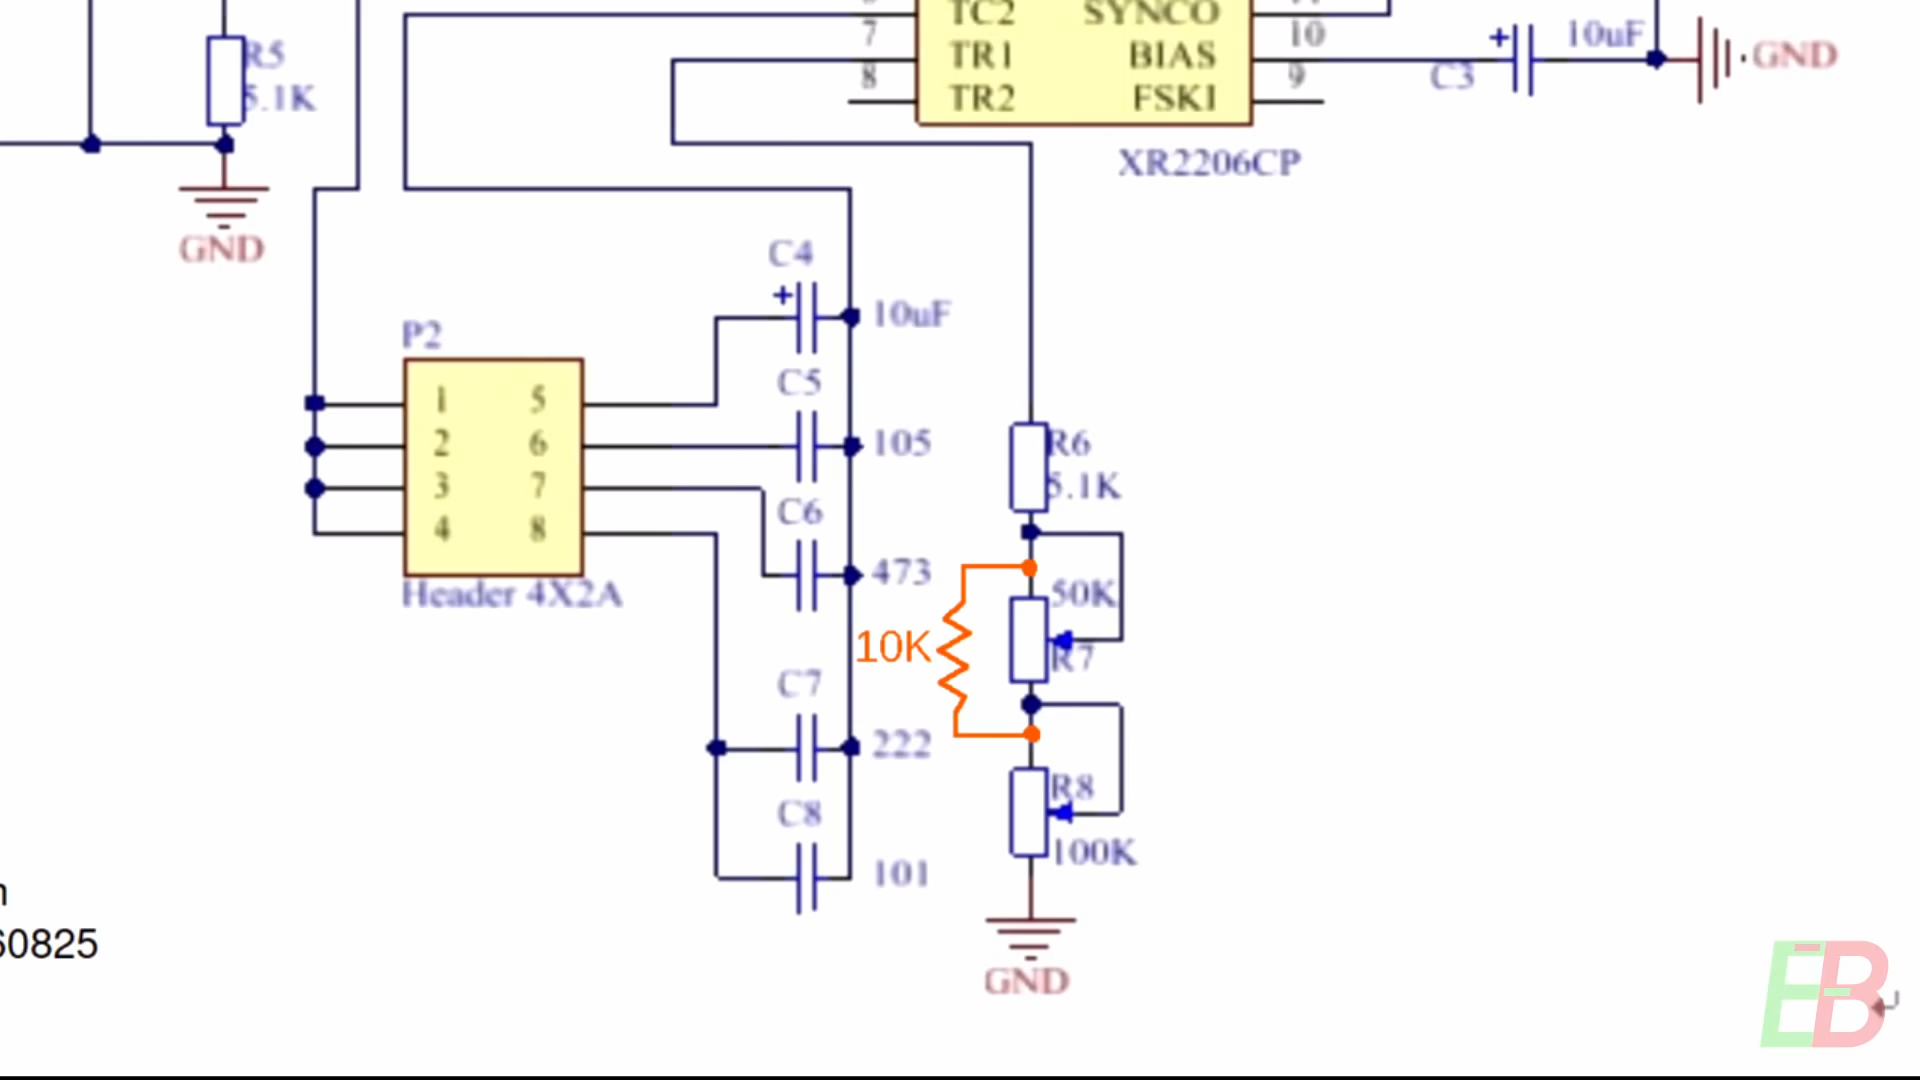 TC2 SYNCO
7 10
TR1 BIAS
8 9
TR2 FSKI
XR2206CP
R5
5.1K
GND
C3
+
10uF
GND
C4
+
10uF
P2
1 5
2 6
3 7
4 8
Header 4X2A
C5
105
C6
473
C7
222
C8
101
R6
5.1K
50K
R7
10K
R8
100K
GND
60825
EB